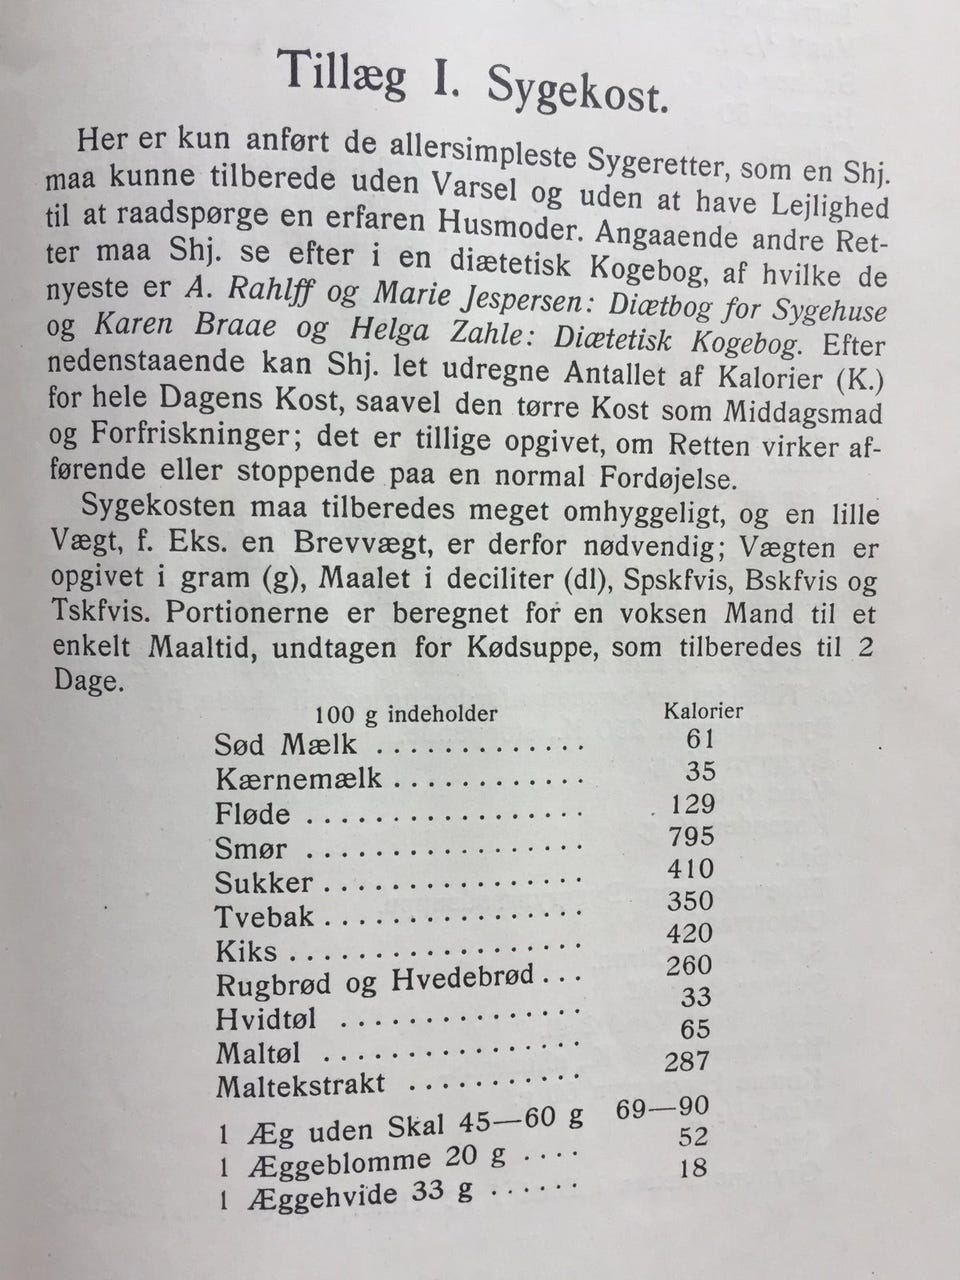 Tillæg I. Sygekost.
Her er kun anført de allersimpleste Sygeretter, som en Shj.
maa kunne tilberede uden Varsel og uden at have Lejlighed
til at raadspørge en erfaren Husmoder. Angaaende andre Ret-
ter maa Shj. se efter i en diætetisk Kogebog, af hvilke de
nyeste er A. Rahlff og Marie Jespersen: Diætbog for Sygehuse
og Karen Braae og Helga Zahle: Diætetisk Kogebog. Efter
nedenstaaende kan Shj. let udregne Antallet af Kalorier (K.)
for hele Dagens Kost, saavel den tørre Kost som Middagsmad
og Forfriskninger; det er tillige opgivet, om Retten virker af-
førende eller stoppende paa en normal Fordøjelse.
Sygekosten maa tilberedes meget omhyggeligt, og en lille
Vægt, f. Eks. en Brevvægt, er derfor nødvendig; Vægten er
opgivet i gram (g), Maalet i deciliter (dl), Spskfvis, Bskfvis og
Tskfvis. Portionerne er beregnet for en voksen Mand til et
enkelt Maaltid, undtagen for Kødsuppe, som tilberedes til 2
Dage.
100 g indeholder Kalorier
Sød Mælk ............. 61
Kærnemælk ............ 35
Fløde ................. 129
Smør ................. 795
Sukker ................ 410
Tvebak ................ 350
Kiks .................. 420
Rugbrød og Hvedebrød ... 260
Hvidtøl ............... 33
Maltøl ................ 65
Maltekstrakt ........... 287
1 Æg uden Skal 45—60 g 69—90
1 Æggeblomme 20 g .... 52
1 Æggehvide 33 g ...... 18